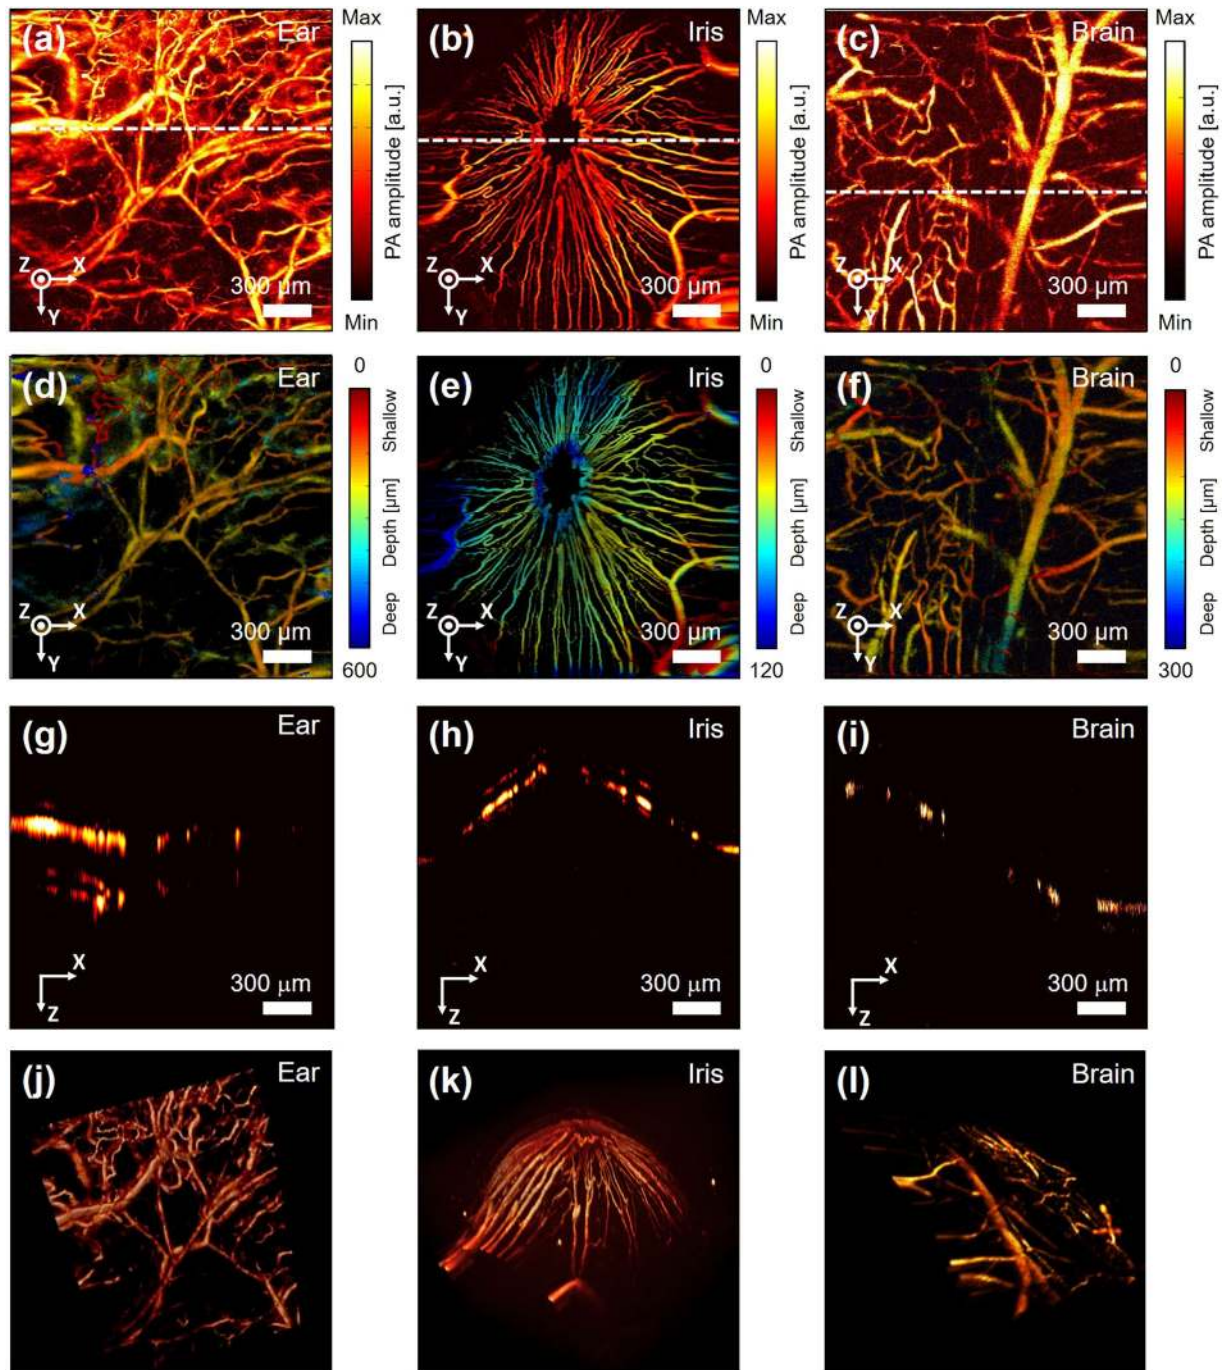 (a) Ear
Max
PA amplitude [a.u.]
Min
Z X
Y
300 µm
(b) Iris
Max
PA amplitude [a.u.]
Min
Z X
Y
300 µm
(c) Brain
Max
PA amplitude [a.u.]
Min
Z X
Y
300 µm
(d) Ear
0
Shallow
Depth [µm]
Deep
600
Z X
Y
300 µm
(e) Iris
0
Shallow
Depth [µm]
Deep
120
Z X
Y
300 µm
(f) Brain
0
Shallow
Depth [µm]
Deep
300
Z X
Y
300 µm
(g) Ear
X
Z
300 µm
(h) Iris
X
Z
300 µm
(i) Brain
X
Z
300 µm
(j) Ear
(k) Iris
(l) Brain